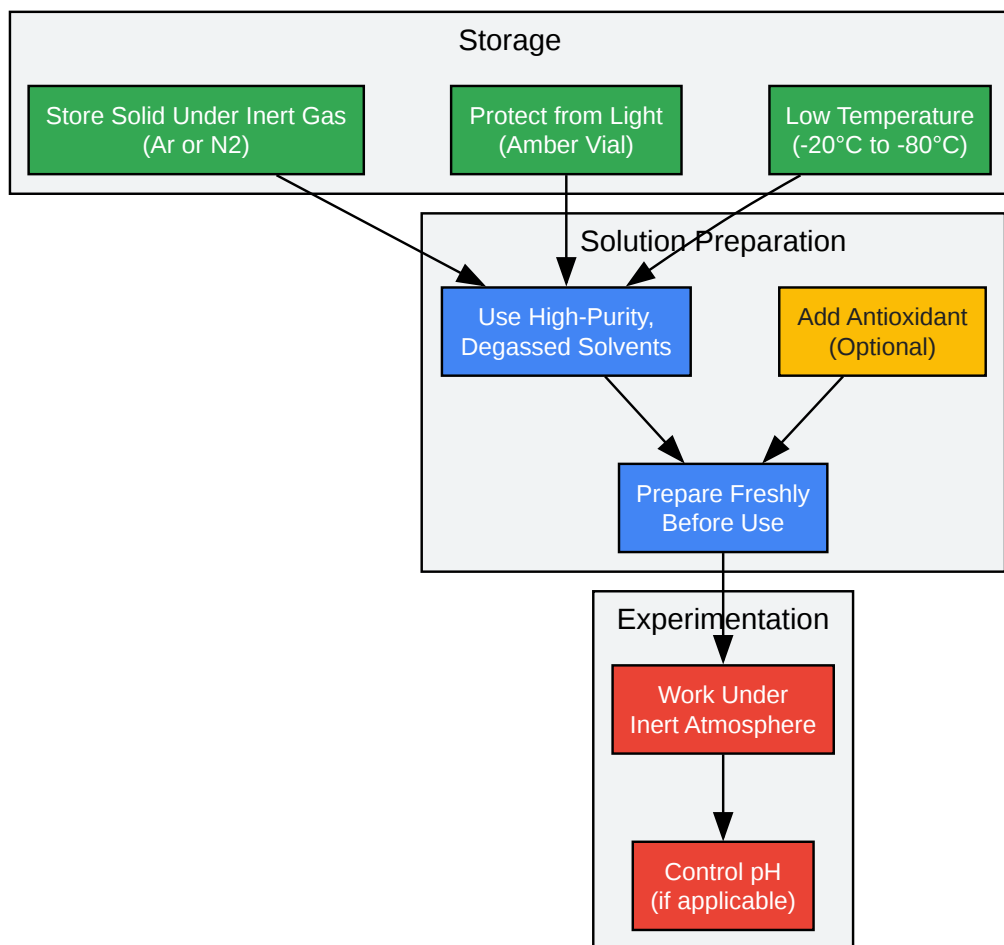 Storage
Store Solid Under Inert Gas
(Ar or N2)
Protect from Light
(Amber Vial)
Low Temperature
(-20°C to -80°C)
Solution Preparation
Use High-Purity,
Degassed Solvents
Add Antioxidant
(Optional)
Prepare Freshly
Before Use
Experimentation
Work Under
Inert Atmosphere
Control pH
(if applicable)